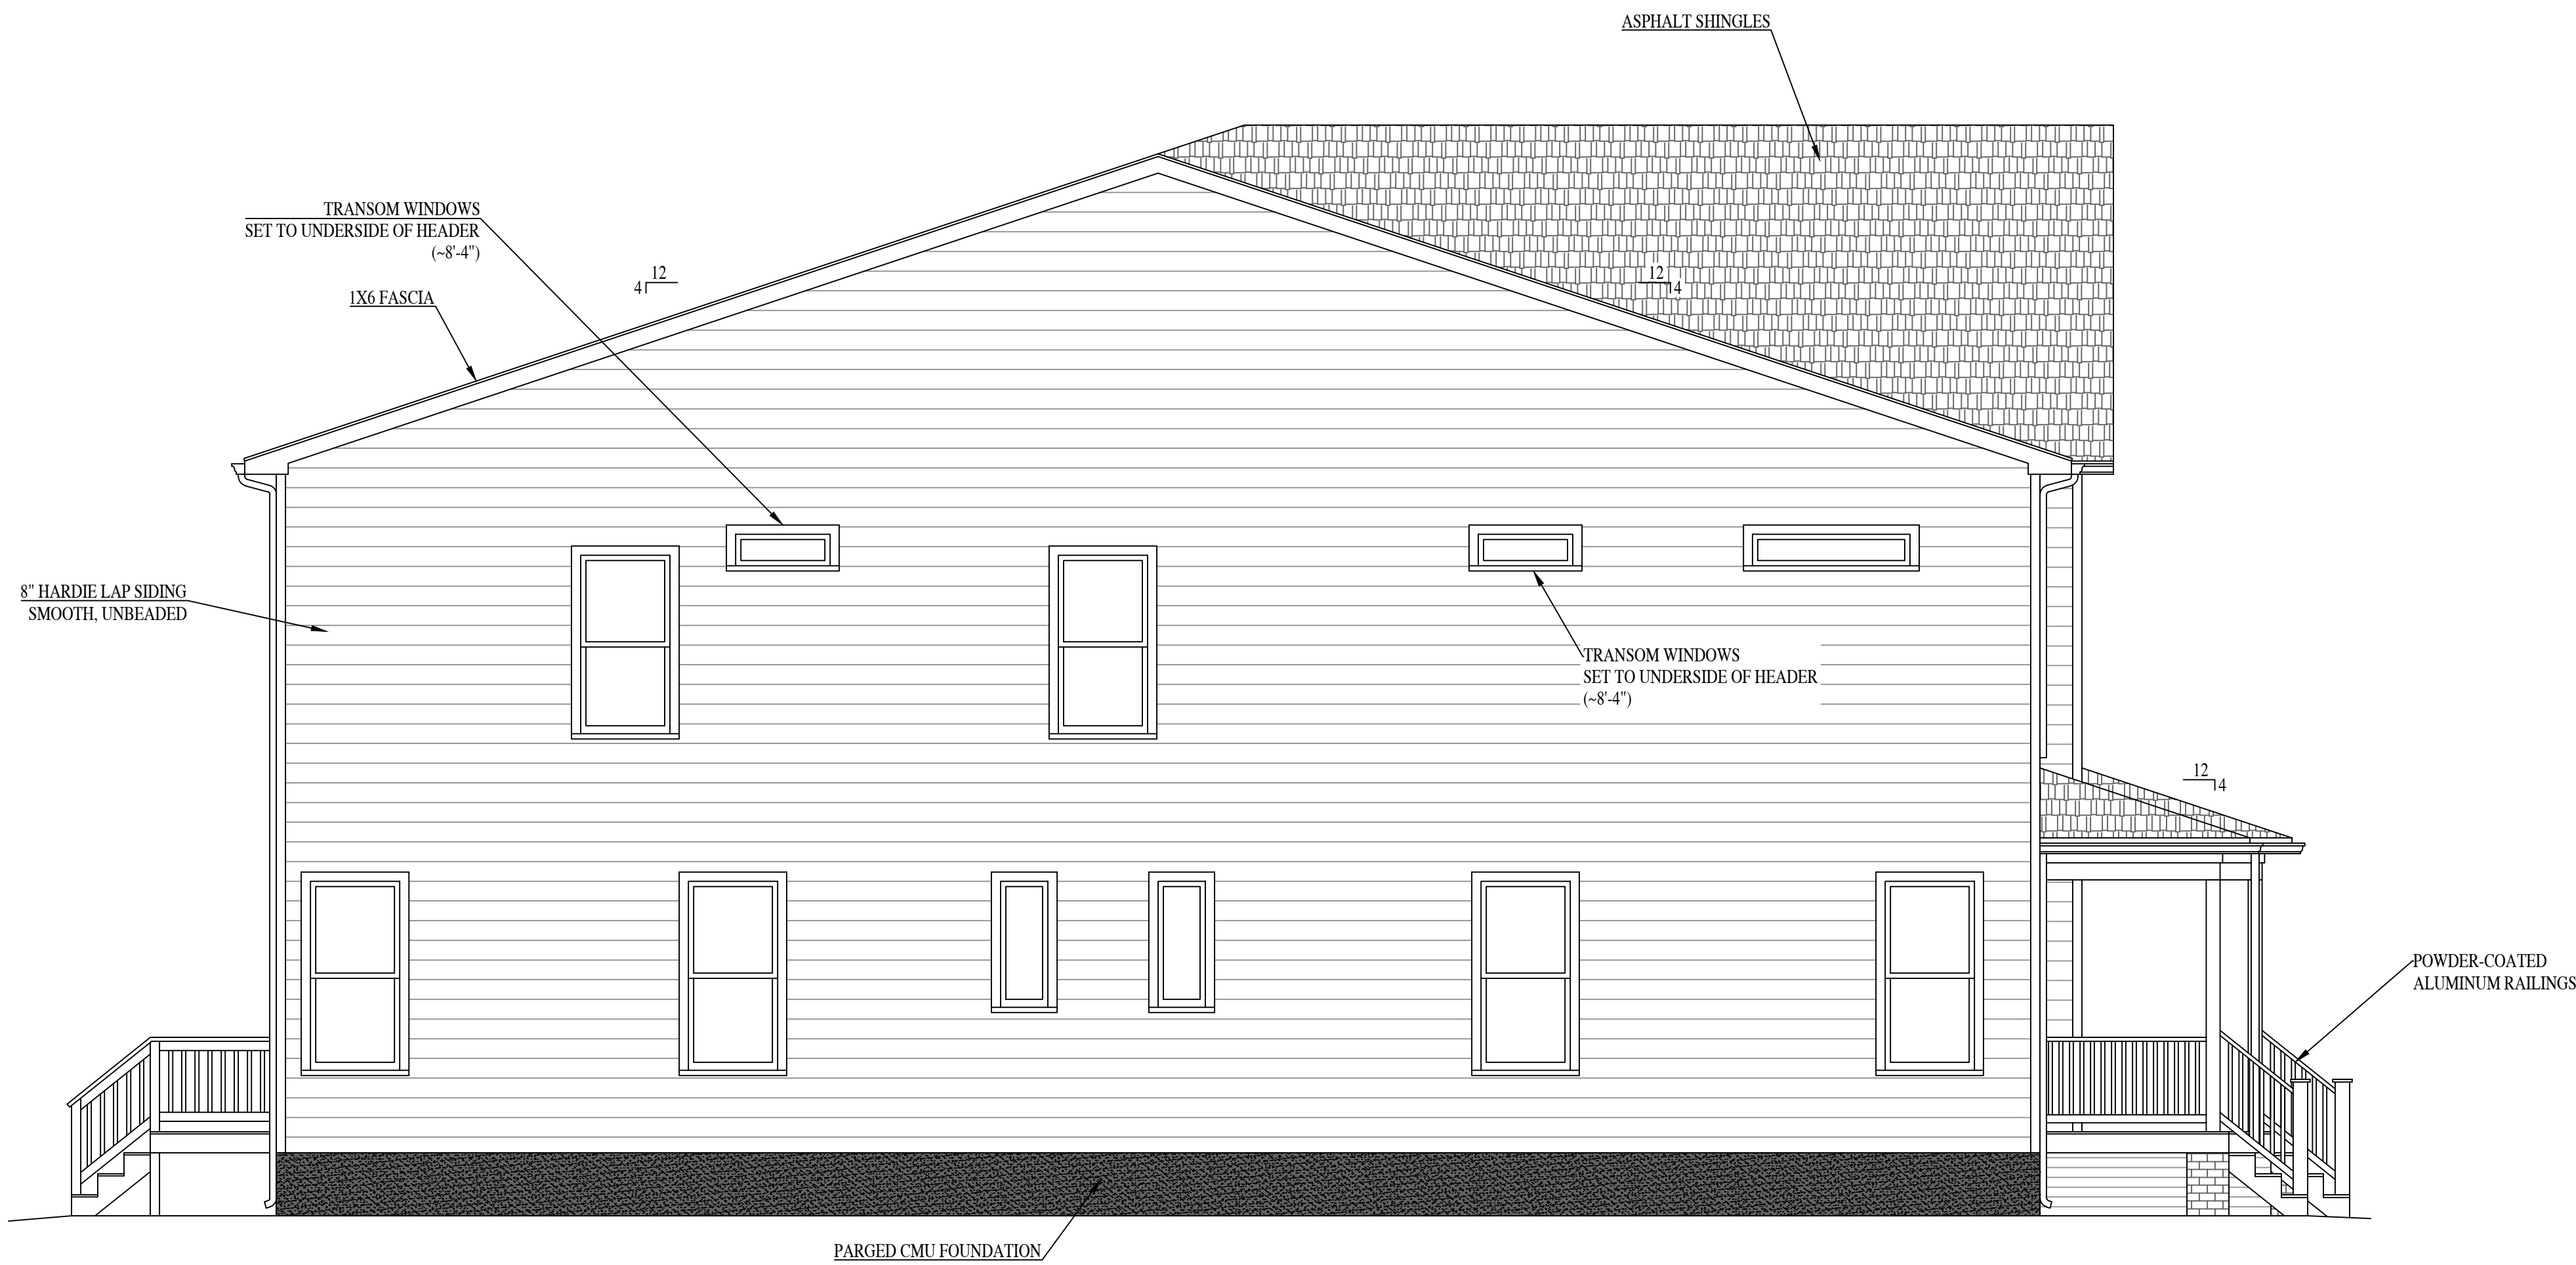 ASPHALT SHINGLES
TRANSOM WINDOWS
SET TO UNDERSIDE OF HEADER
(~8'-4")
12
4
12
4
1X6 FASCIA
8" HARDIE LAP SIDING
SMOOTH, UNBEADED
TRANSOM WINDOWS
SET TO UNDERSIDE OF HEADER
(~8'-4")
12
4
POWDER-COATED
ALUMINUM RAILINGS
PARGED CMU FOUNDATION